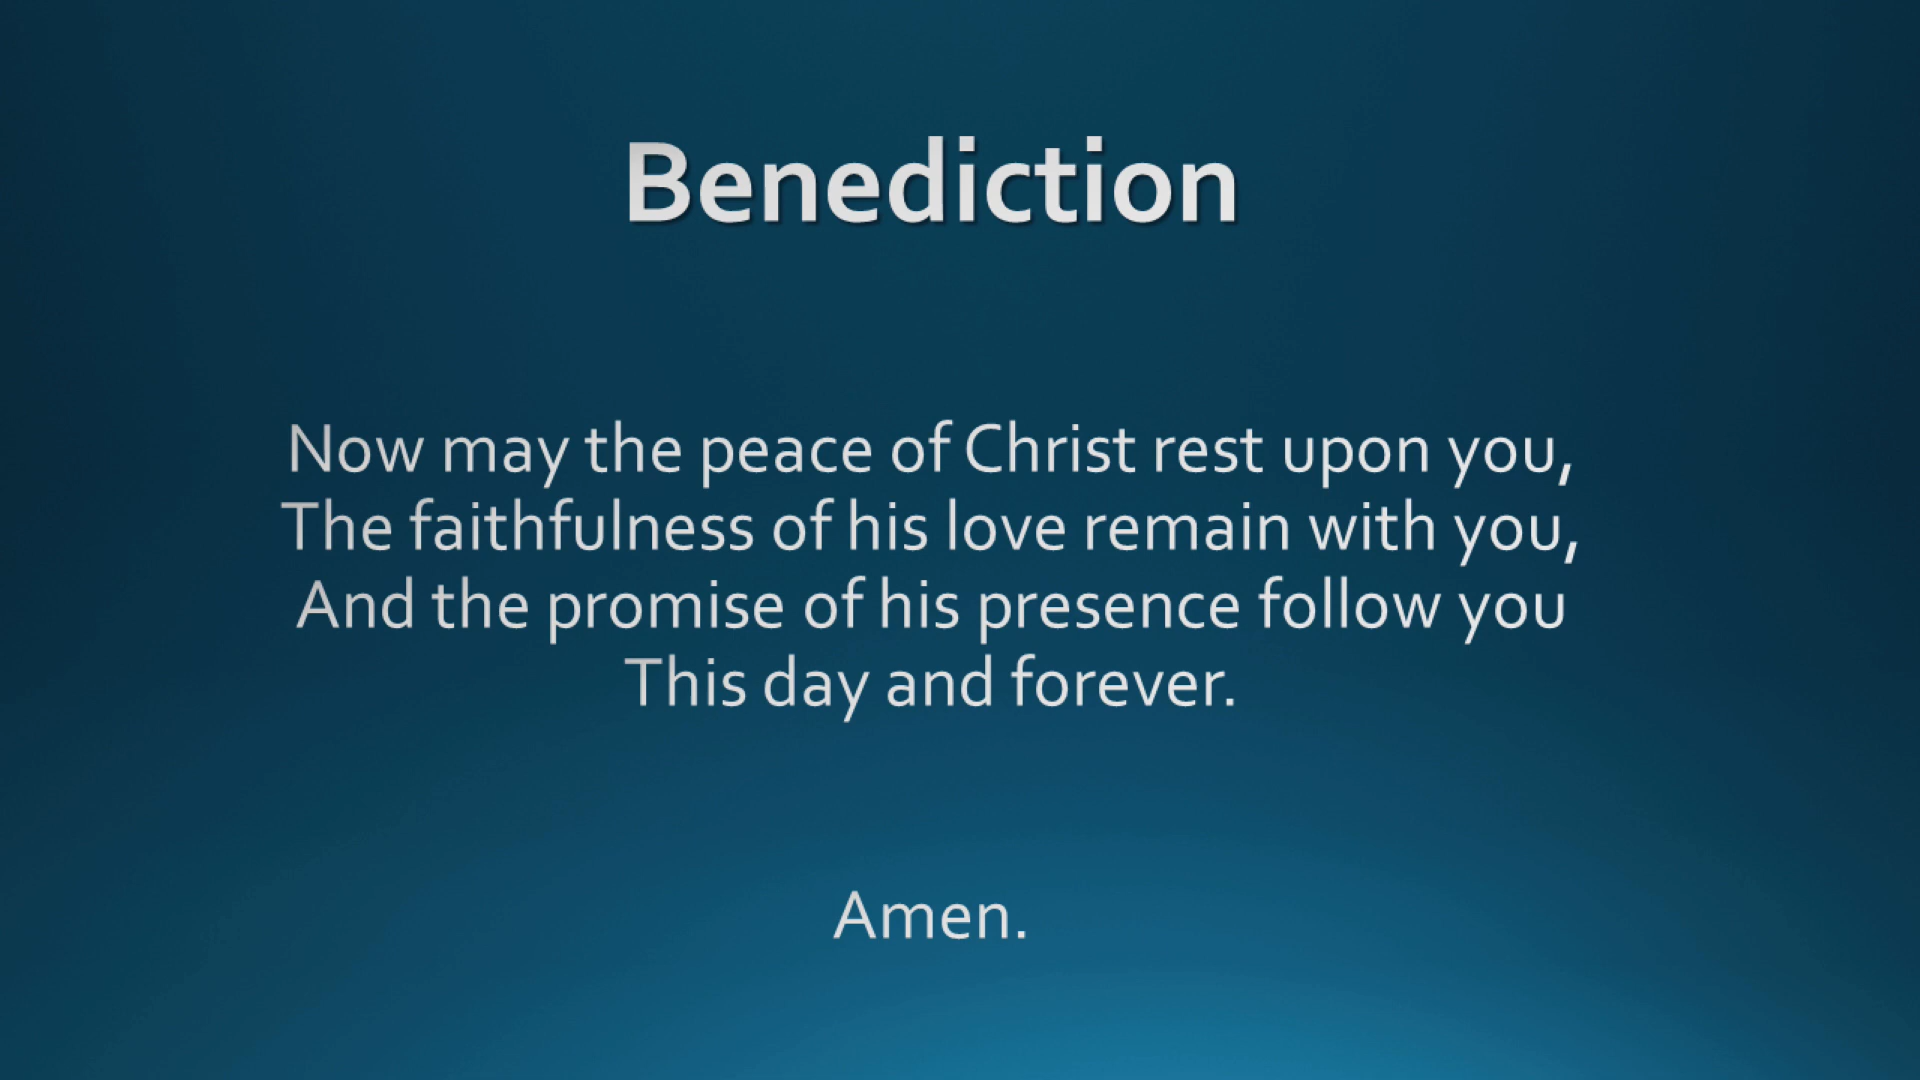 Benediction
Now may the peace of Christ rest upon you,
The faithfulness of his love remain with you,
And the promise of his presence follow you
This day and forever.
Amen.